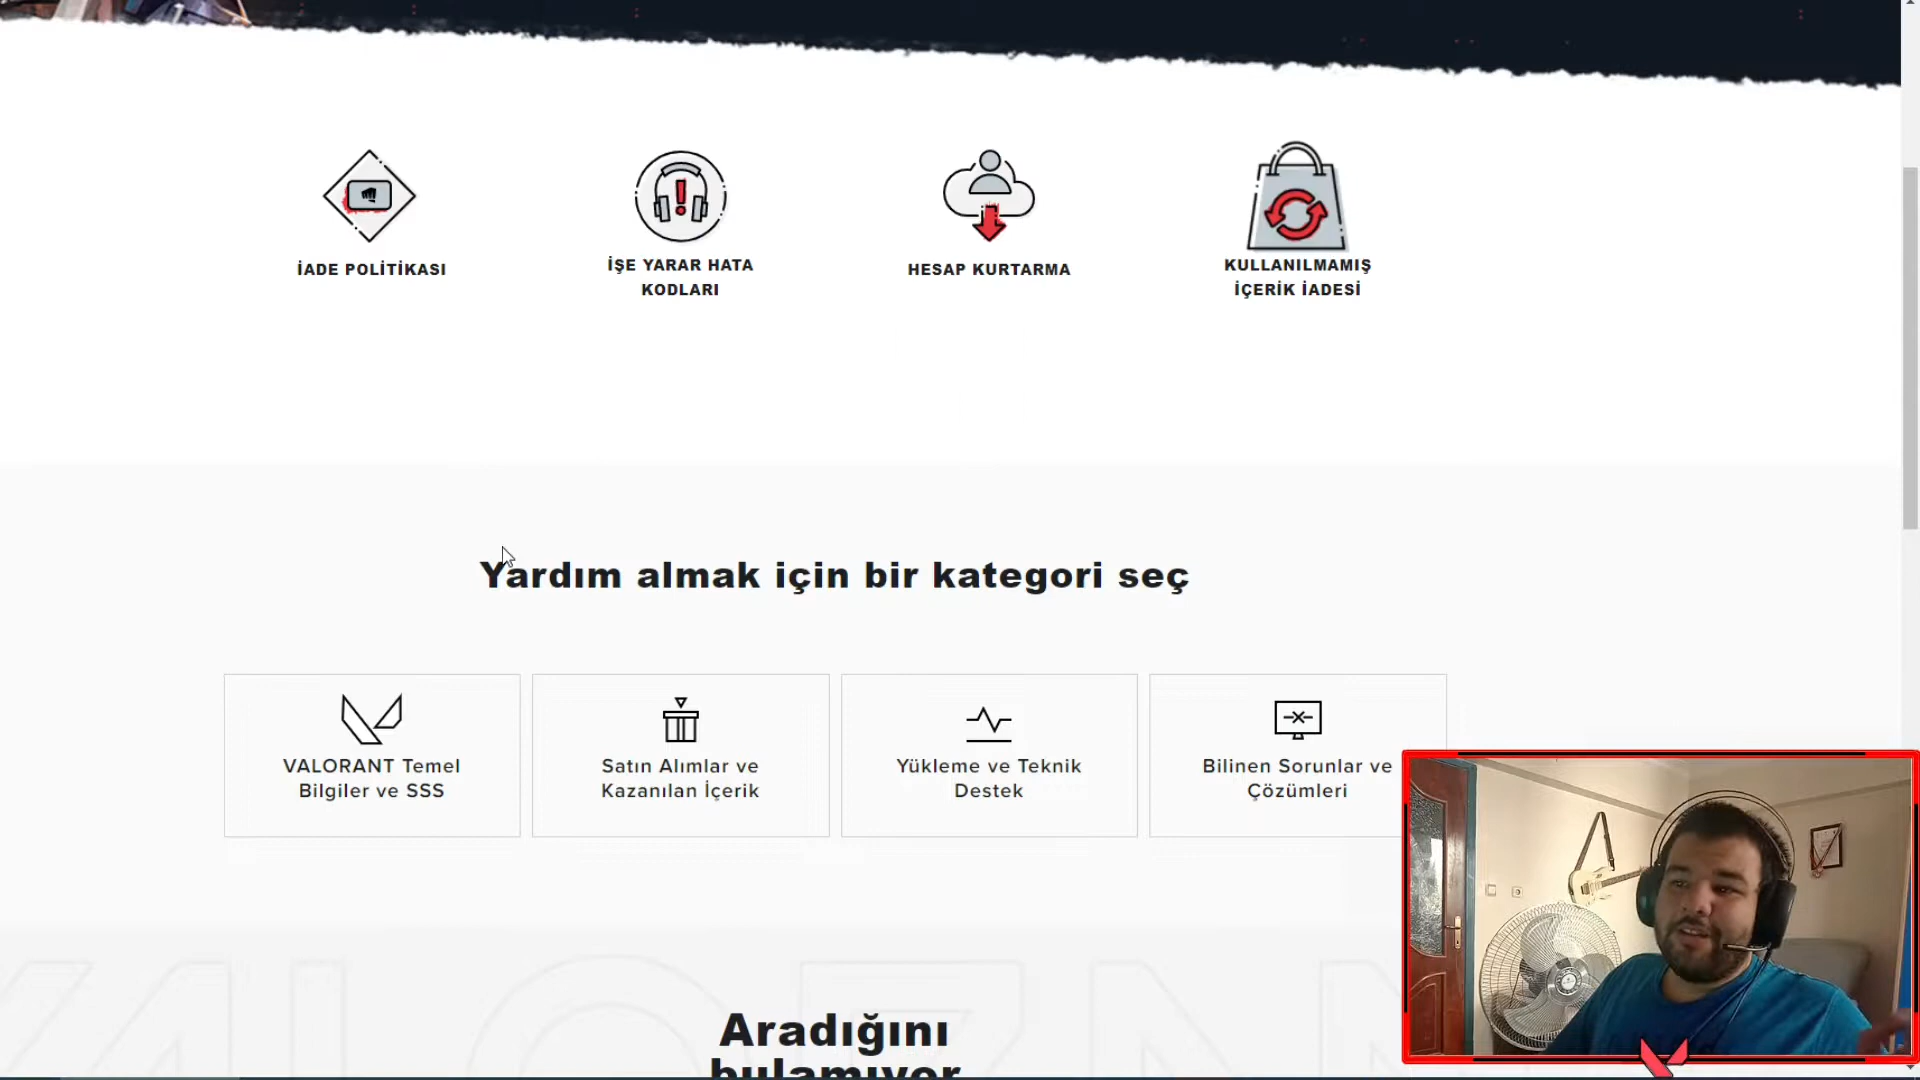 İADE POLİTİKASI
İŞE YARAR HATA
KODLARI
HESAP KURTARMA
KULLANILMAMIŞ
İÇERİK İADESİ
Yardım almak için bir kategori seç
VALORANT Temel
Bilgiler ve SSS
Satın Alımlar ve
Kazanılan İçerik
Yükleme ve Teknik
Destek
Bilinen Sorunlar ve
Çözümleri
Aradığını
bulamıyor